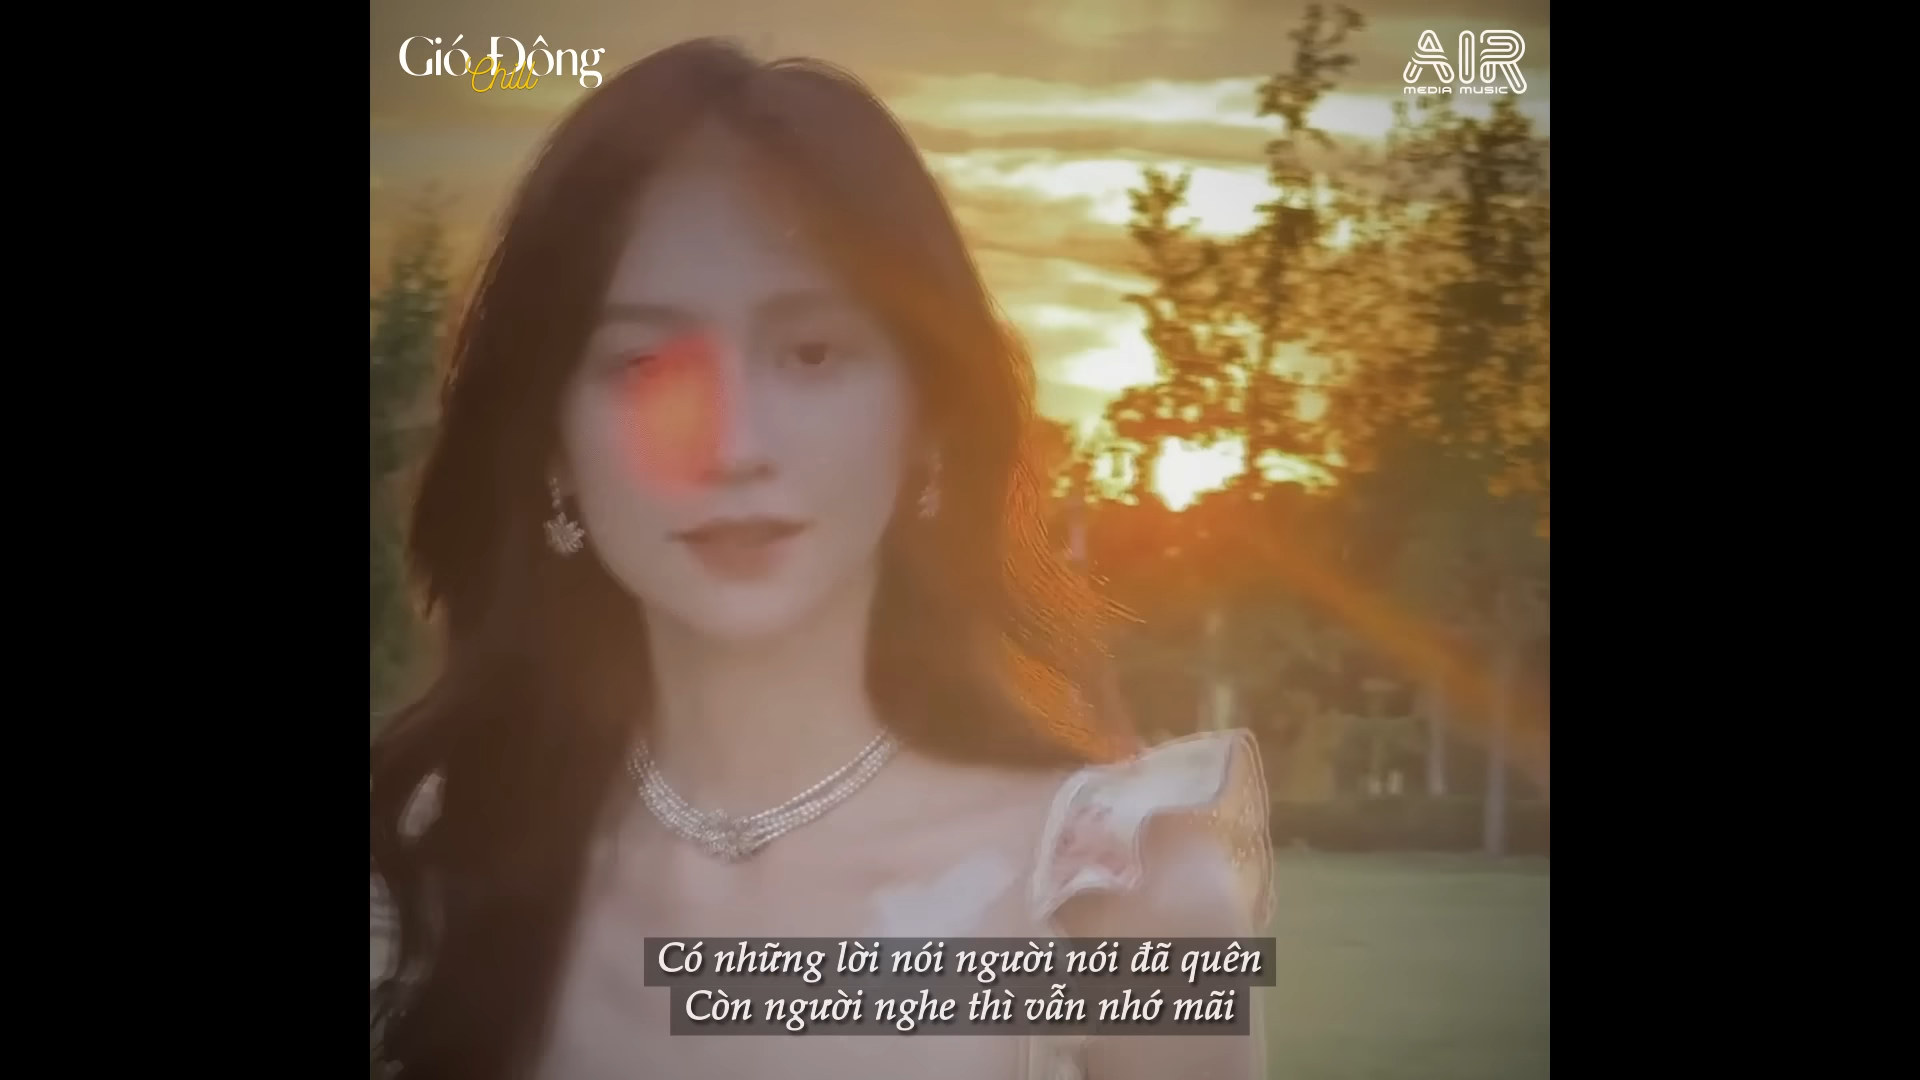 Gió Đông
Chill
AIR
MEDIA MUSIC
Có những lời nói người nói đã quên
Còn người nghe thì vẫn nhớ mãi